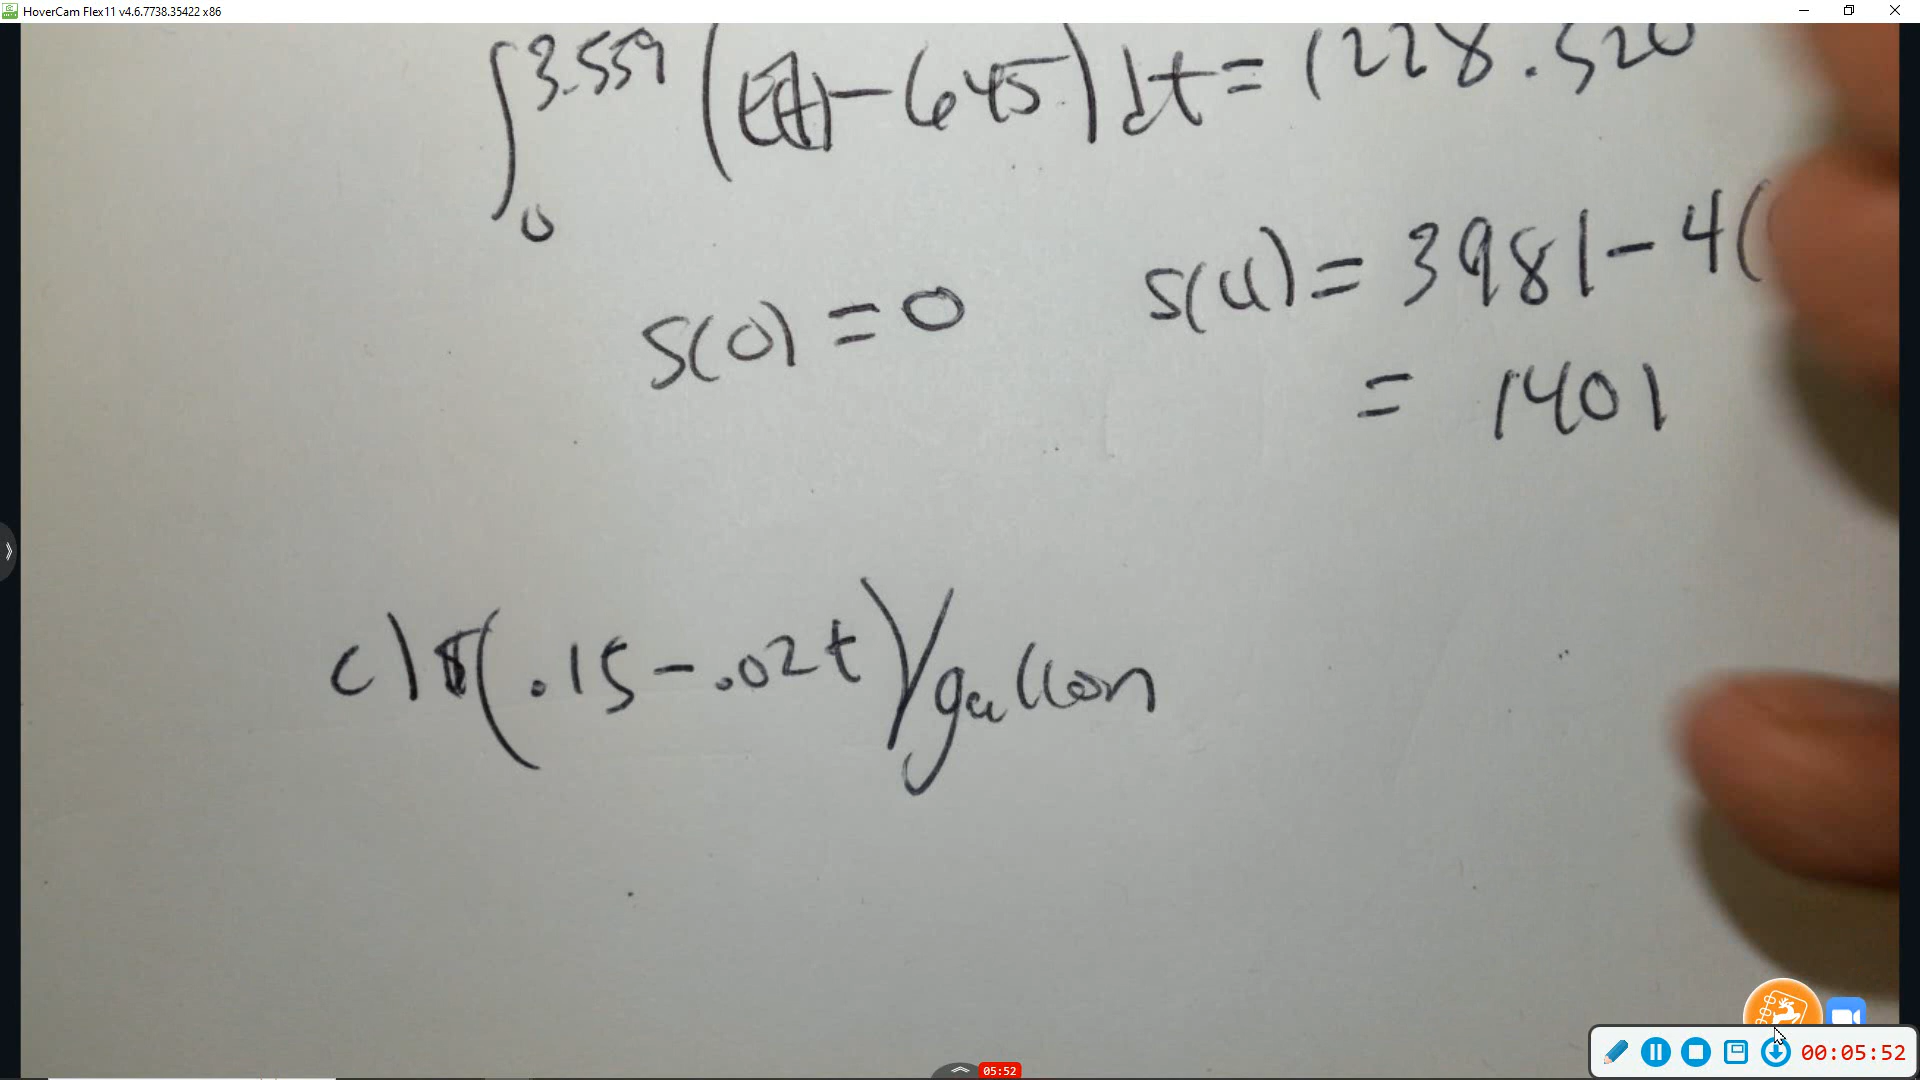 HoverCam Flex11 v4.6.7738.35422 x86
∫₀^3.559 (E(t) – 645) dt = 1228.520
S(0) = 0
S(4) = 3981 – 4(
= 1401
c) $(.15 – .02t)/gallon
00:05:52
05:52